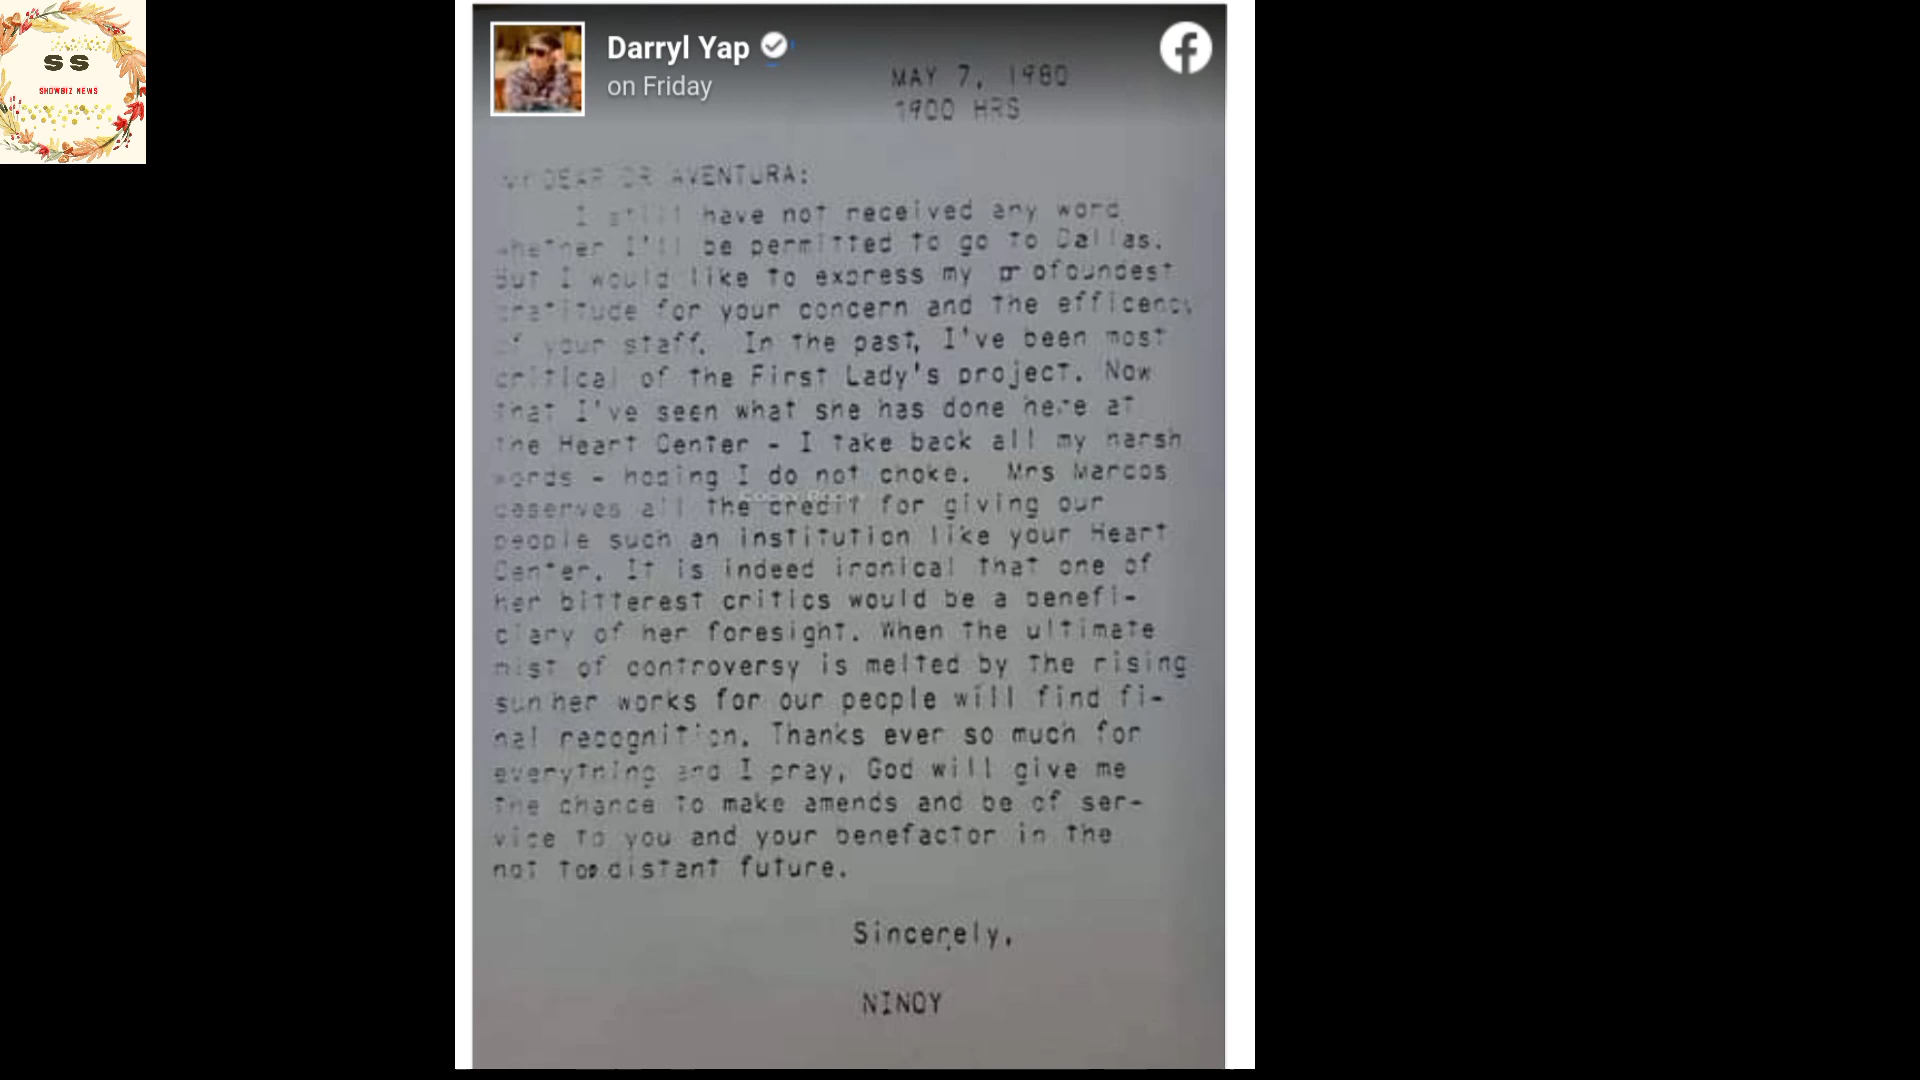 SS
SHOWBIZ NEWS
Darryl Yap
on Friday
MAY 7, 1980
1900 HRS
MY DEAR DR AVENTURA:
I still have not received any word
whether I'll be permitted to go to Dallas.
But I would like to express my pr ofoundest
gratitude for your concern and the efficency
of your staff. In the past, I've been most
critical of the First Lady's project. Now
that I've seen what she has done here at
the Heart Center - I take back all my harsh
words - hoping I do not choke. Mrs Marcos
deserves all the credit for giving our
people such an institution like your Heart
Center. It is indeed ironical that one of
her bitterest critics would be a benefi-
ciary of her foresight. When the ultimate
mist of controversy is melted by the rising
sun her works for our people will find fi-
nal recognition. Thanks ever so much for
everything and I pray, God will give me
the chance to make amends and be of ser-
vice to you and your benefactor in the
not too distant future.
Sincerely,
NINOY